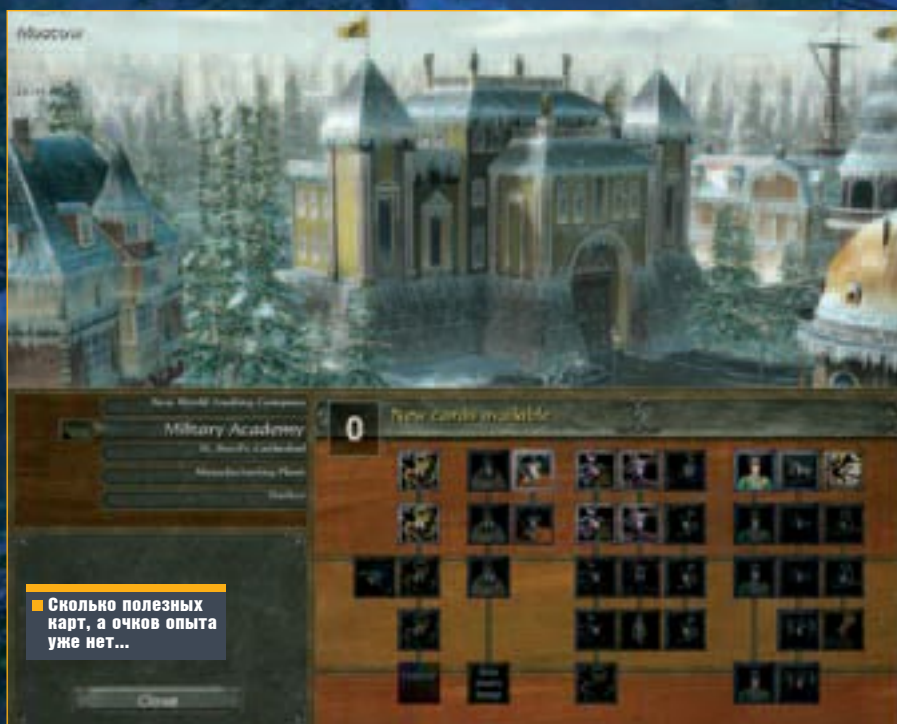 Moscow
New World Trading Company
Military Academy
St. Basil's Cathedral
Manufacturing Plant
Harbor
0
New cards available
Сколько полезных
карт, а очков опыта
уже нет...
Close